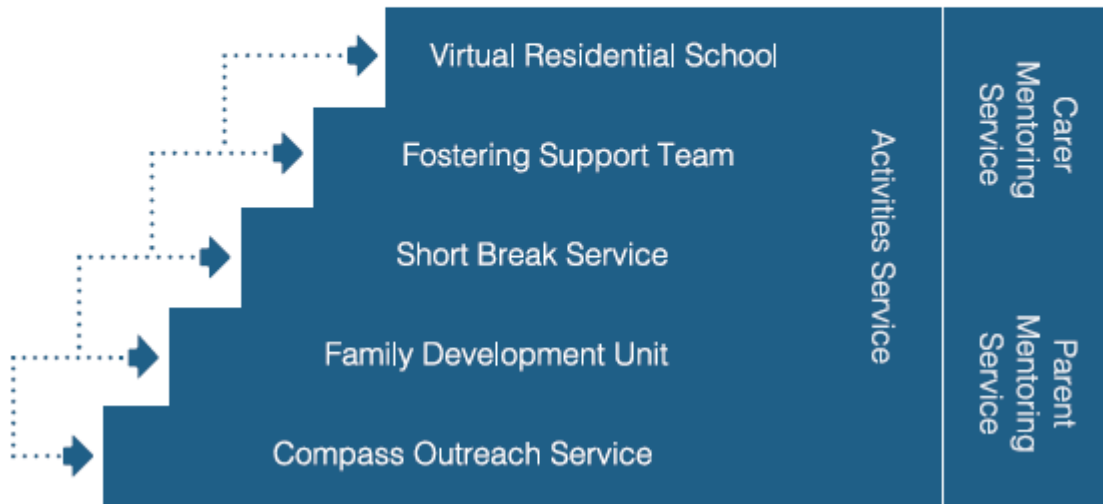 Virtual Residential School
Fostering Support Team
Short Break Service
Family Development Unit
Compass Outreach Service
Activities Service
Carer
Mentoring
Service
Parent
Mentoring
Service